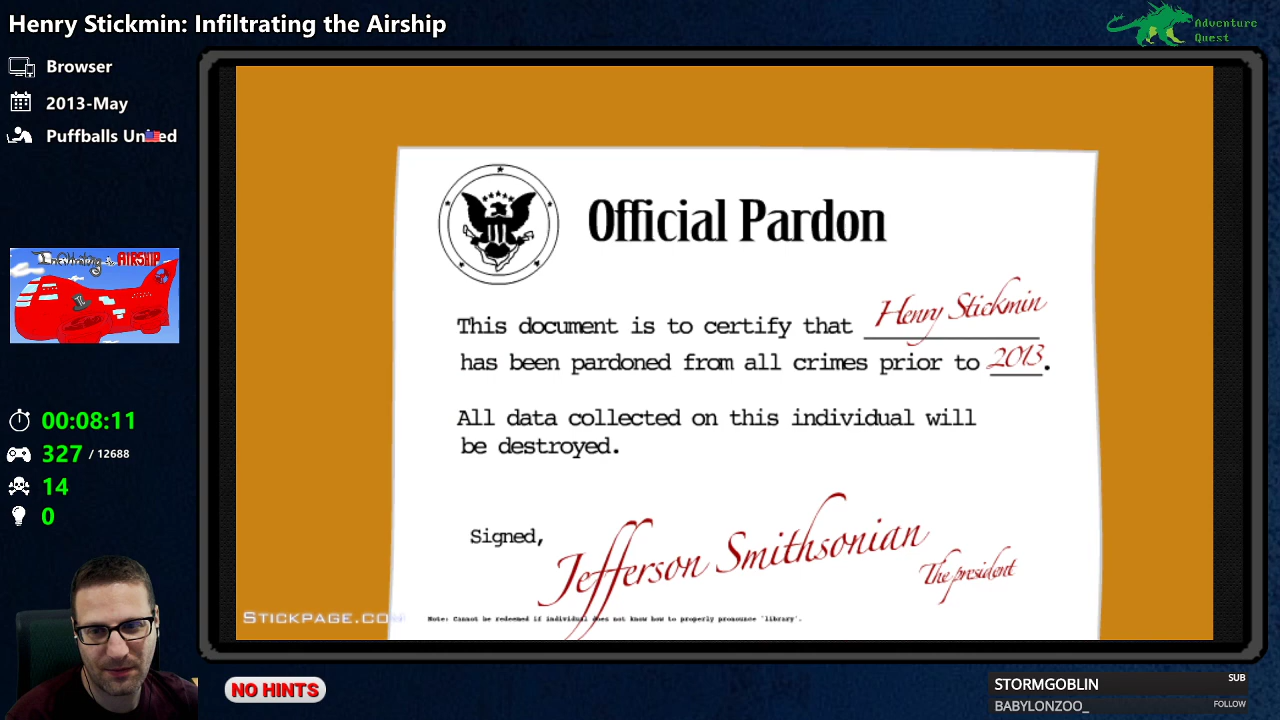 Henry Stickmin: Infiltrating the Airship
Adventure
Quest
Browser
2013-May
Puffballs United
Infiltrating the AIRSHIP
00:08:11
327 / 12688
14
0
Official Pardon
This document is to certify that Henry Stickmin
has been pardoned from all crimes prior to 2013.
All data collected on this individual will
be destroyed.
Signed,
Jefferson Smithsonian
The president
STICKPAGE.COM
Note: Cannot be redeemed if individual does not know how to properly pronounce `library'.
NO HINTS
STORMGOBLIN SUB
BABYLONZOO_ FOLLOW